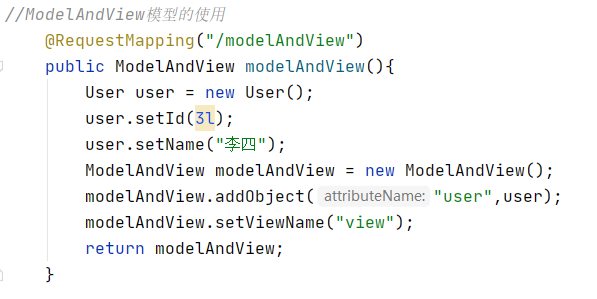 //ModelAndView模型的使用
@RequestMapping("/modelAndView")
public ModelAndView modelAndView(){
User user = new User();
user.setId(3l);
user.setName("李四");
ModelAndView modelAndView = new ModelAndView();
modelAndView.addObject( attributeName: "user",user);
modelAndView.setViewName("view");
return modelAndView;
}